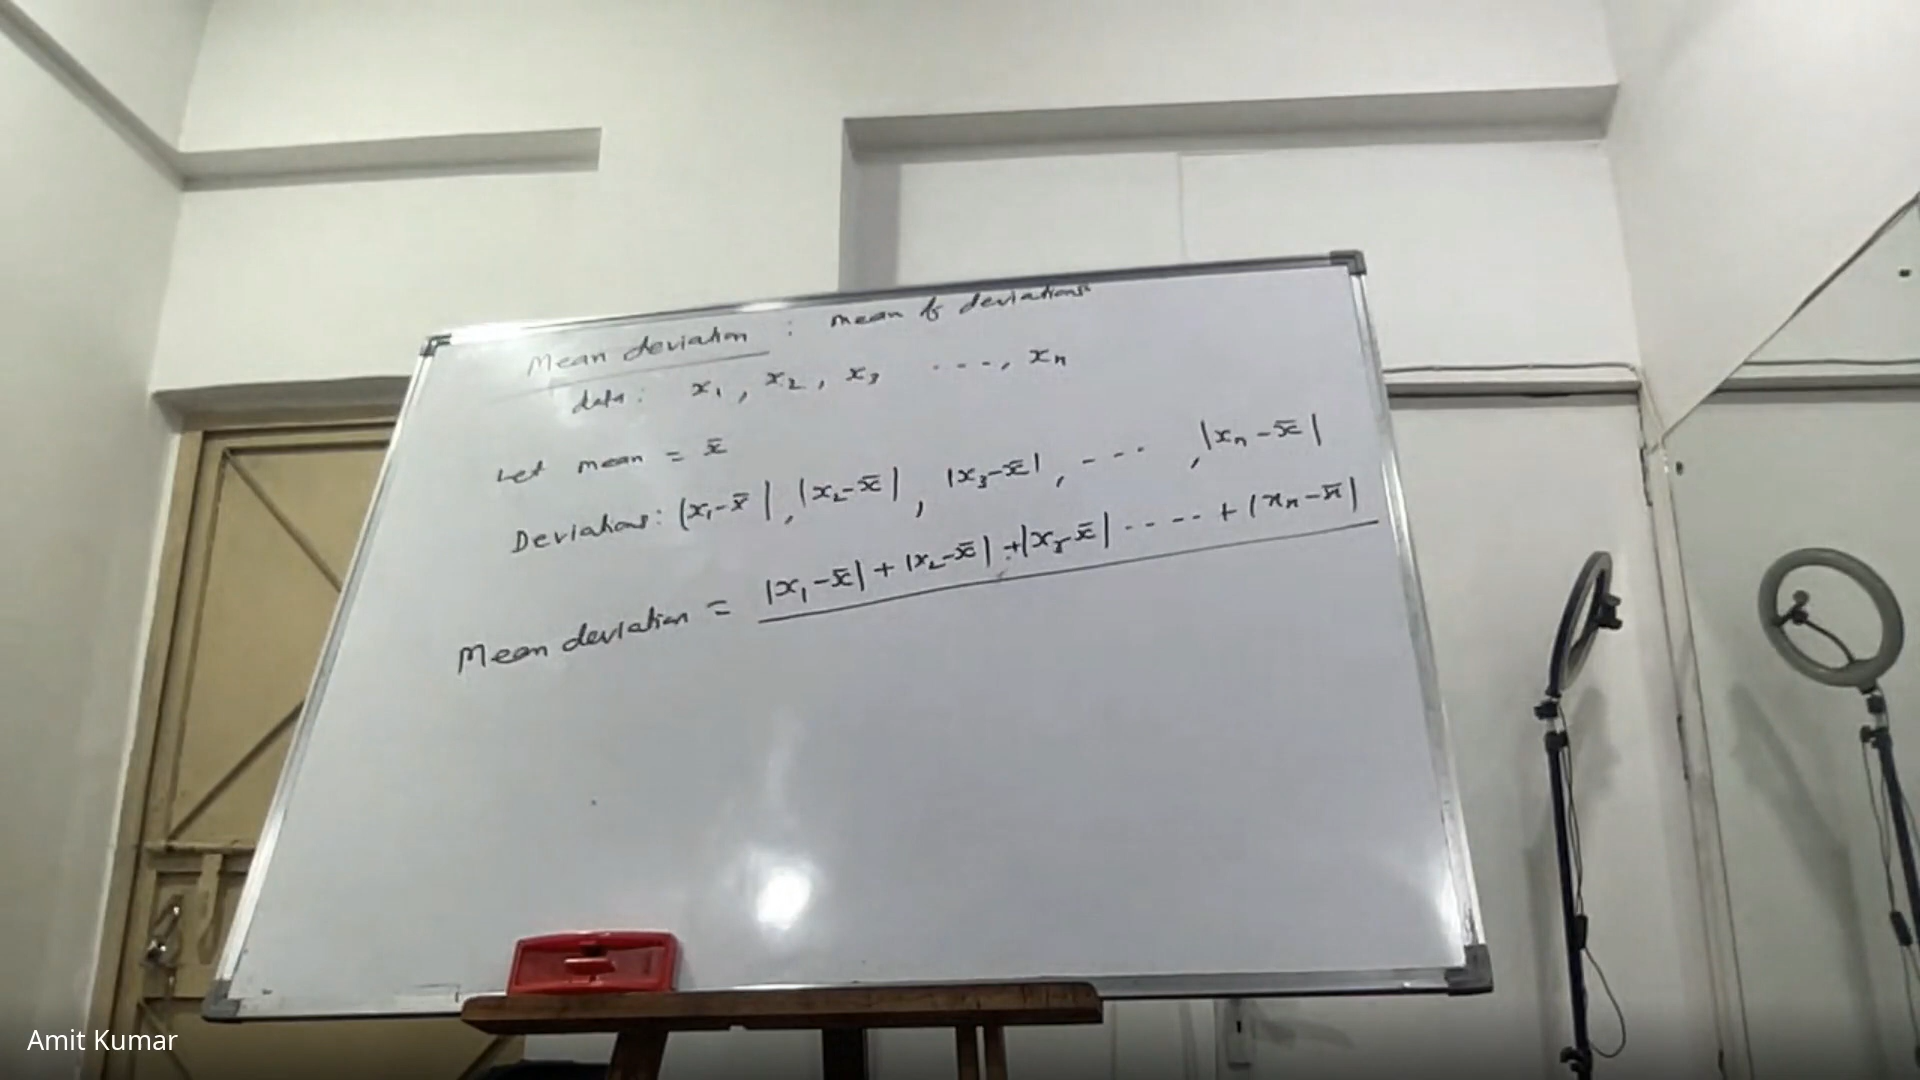 Mean deviation : mean of deviations
data: x₁, x₂, x₃ ---, xₙ
Let mean = x̄
Deviations: |x₁-x̄|, |x₂-x̄|, |x₃-x̄|, --- , |xₙ-x̄|
Mean deviation = |x₁-x̄| + |x₂-x̄| + |x₃-x̄| ---- + |xₙ-x̄|
Amit Kumar